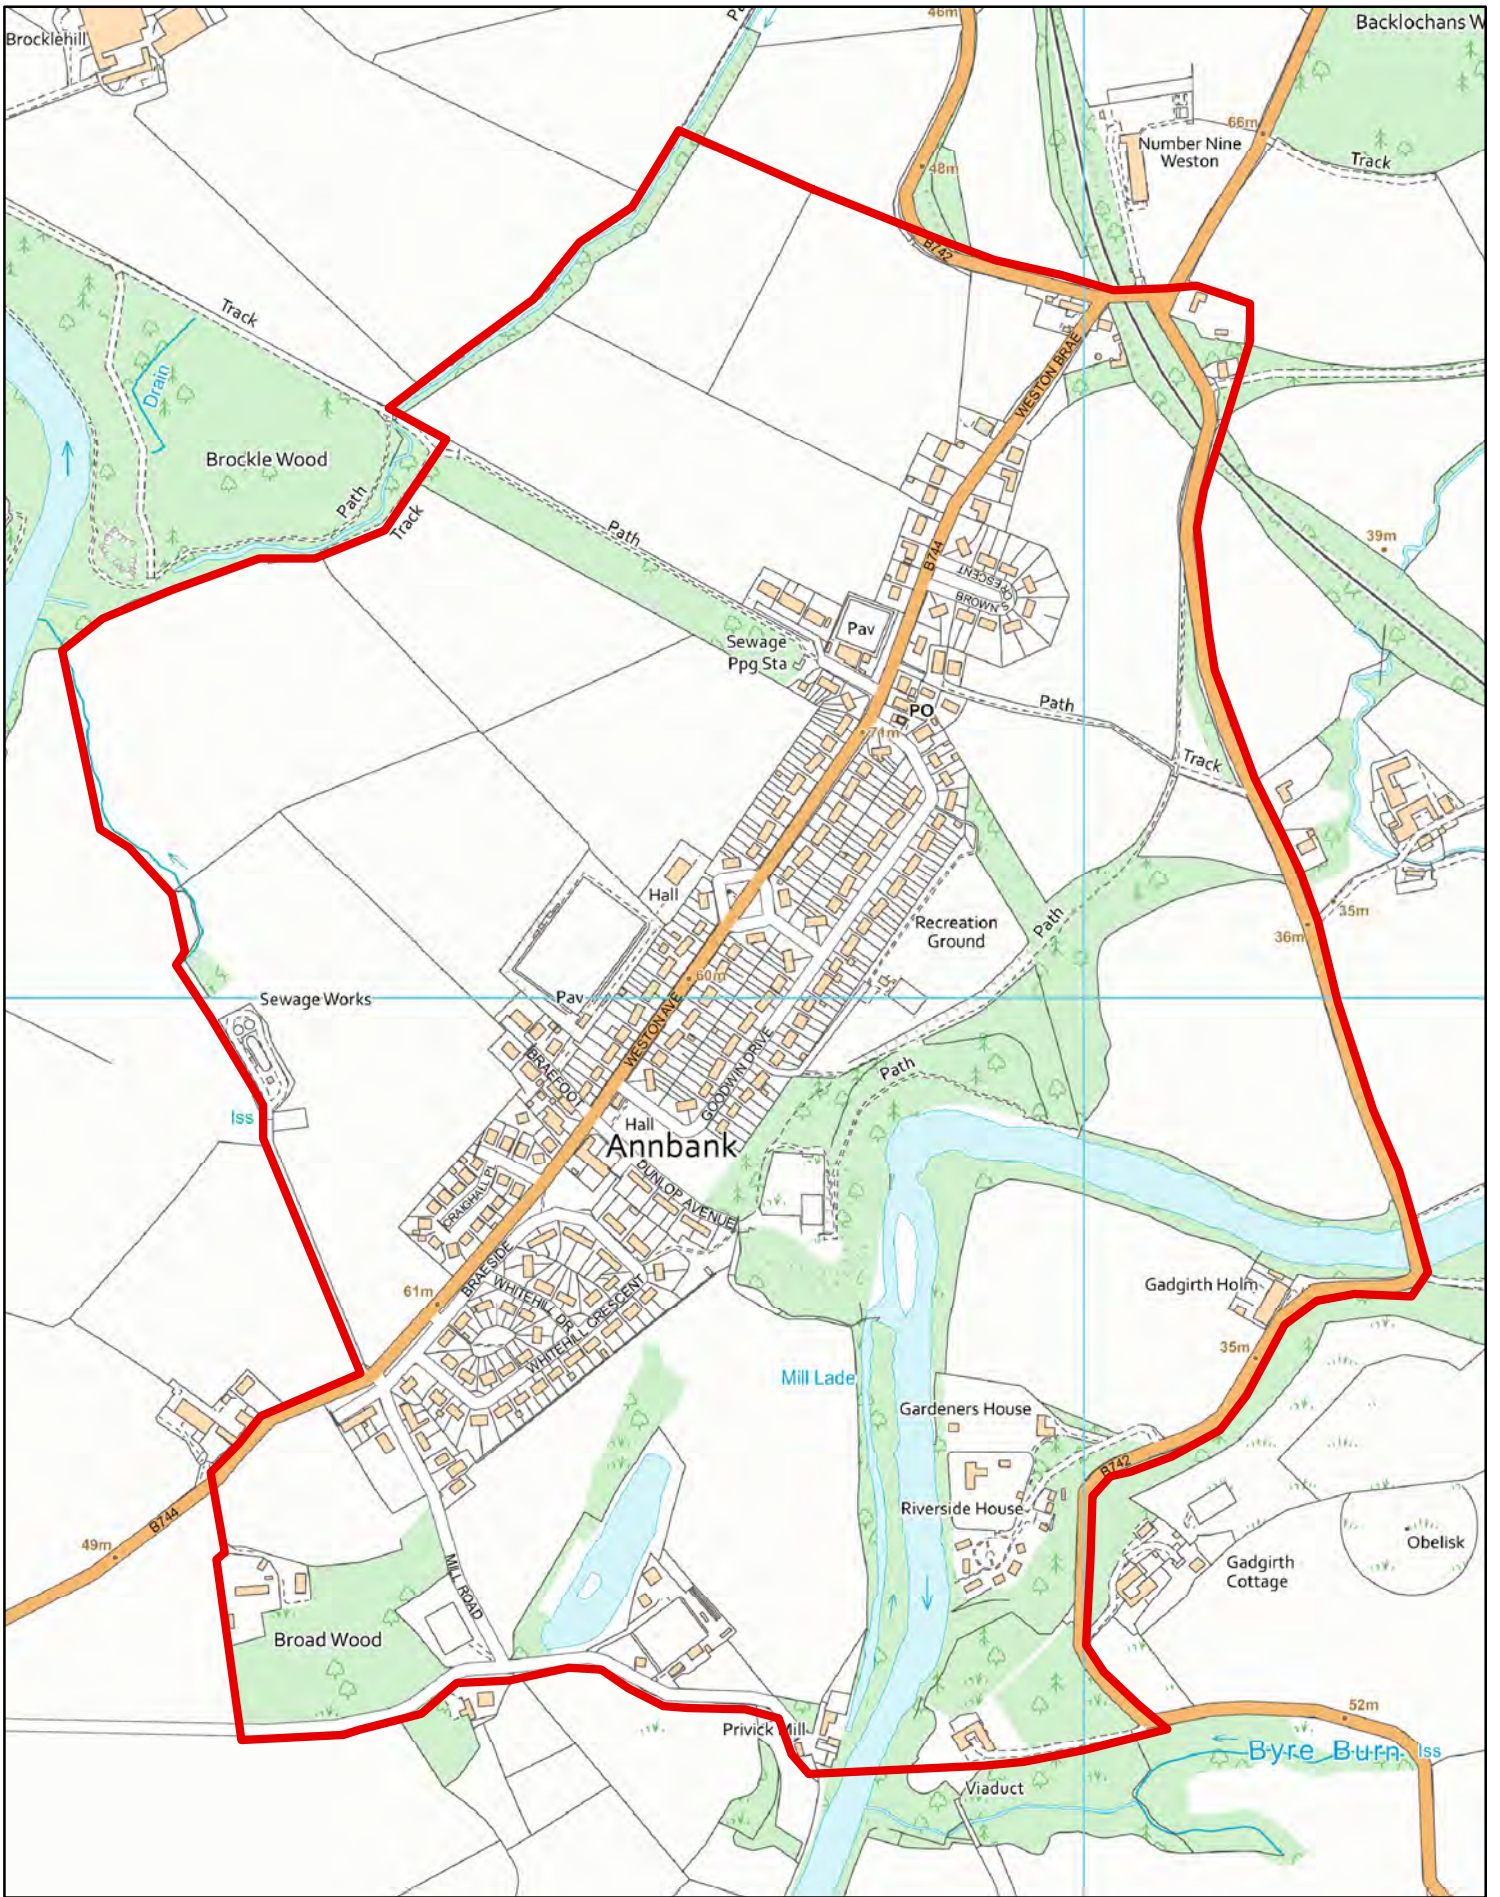 Brocklehill
Pa
46m
Backlochans W
66m
Number Nine
Weston
Track
48m
B742
Track
Drain
WESTON BRAE
Brockle Wood
Path
Track
Path
B744
39m
CRESCENT
BROWN'S
Pav
Sewage
Ppg Sta
PO
Path
71m
Track
Hall
Recreation
Ground
Path
35m
36m
60m
Sewage Works
Pav
WESTON AVE
BRAEFOOT
GOODWIN DRIVE
Path
Iss
Hall
Annbank
DUNLOP AVENUE
CRAIGHALL PL
BRAESIDE
WHITEHILL DR
WHITEHILL CRESCENT
61m
Gadgirth Holm
35m
Mill Lade
Gardeners House
B742
Riverside House
B744
49m
Obelisk
Gadgirth
Cottage
MILL ROAD
Broad Wood
52m
Privick Mill
Byre Burn Iss
Viaduct